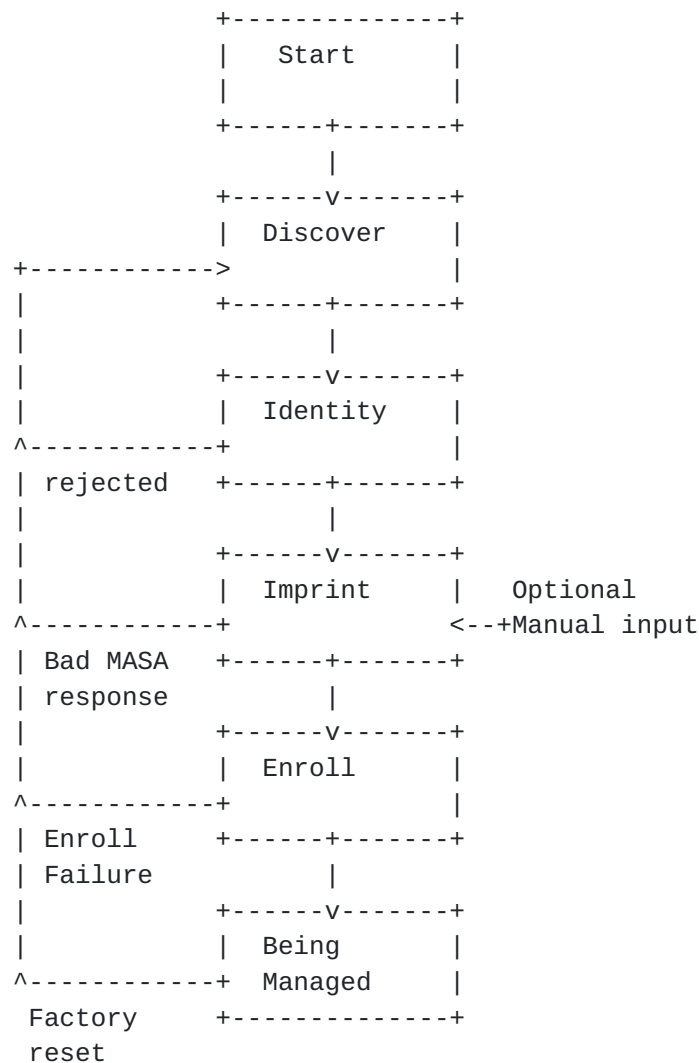 +--------------+
              |   Start      |
              |              |
              +------+-------+
                     |
              +------v-------+
              |  Discover    |
 +------------>              |
 |            +------+-------+
 |                   |
 |            +------v-------+
 |            |  Identity    |
 ^------------+              |
 | rejected   +------+-------+
 |                   |
 |            +------v-------+
 |            |  Imprint     |   Optional
 ^------------+              <--+Manual input
 | Bad MASA   +------+-------+
 | response          |
 |            +------v-------+
 |            |  Enroll      |
 ^------------+              |
 | Enroll     +------+-------+
 | Failure           |
 |            +------v-------+
 |            |  Being       |
 ^------------+  Managed     |
  Factory     +--------------+
  reset